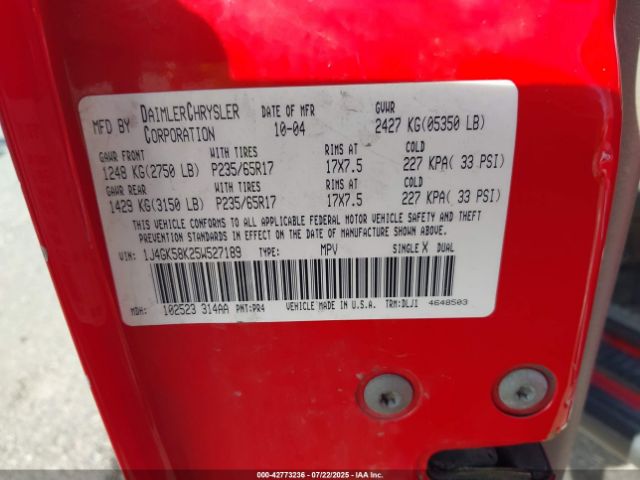 MFD BY DAIMLERCHRYSLER CORPORATION DATE OF MFR 10-04 GVWR 2427 KG(05350 LB)
GAWR FRONT WITH TIRES RIMS AT COLD
1248 KG(2750 LB) P235/65R17 17X7.5 227 KPA( 33 PSI)
GAWR REAR WITH TIRES RIMS AT COLD
1429 KG(3150 LB) P235/65R17 17X7.5 227 KPA( 33 PSI)
THIS VEHICLE CONFORMS TO ALL APPLICABLE FEDERAL MOTOR VEHICLE SAFETY AND THEFT
PREVENTION STANDARDS IN EFFECT ON THE DATE OF MANUFACTURE SHOWN ABOVE.
VIN: 1J4GK58K25W527189 TYPE: MPV SINGLE X DUAL
MDH: 102523 314AA PNT:PR4 VEHICLE MADE IN U.S.A. TRM:DLJ1 4648503
000-42773236 - 07/22/2025 - IAA, Inc.